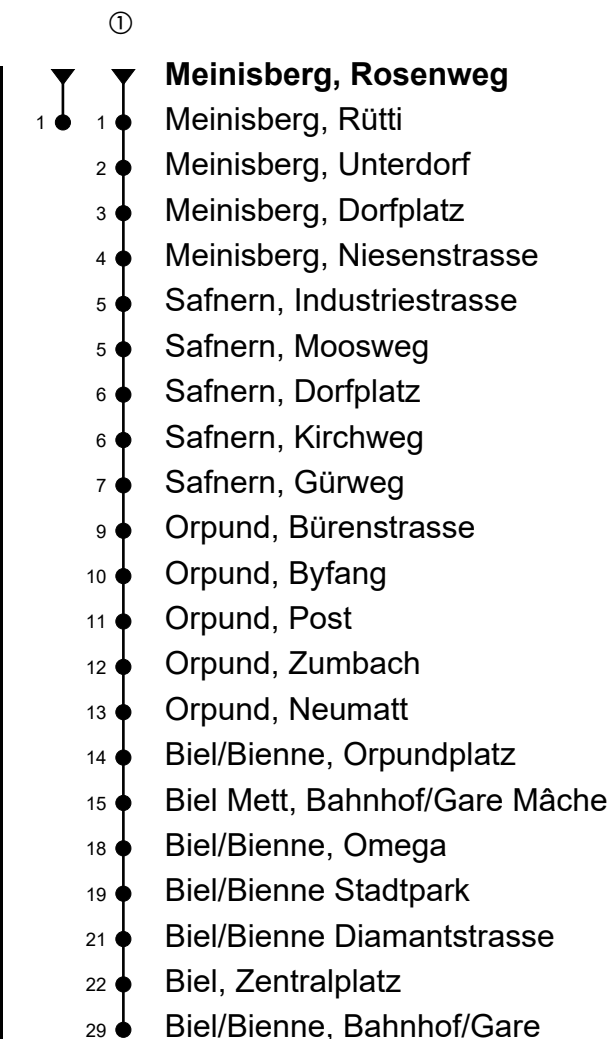 ①
Meinisberg, Rosenweg
1 1 Meinisberg, Rütti
2 Meinisberg, Unterdorf
3 Meinisberg, Dorfplatz
4 Meinisberg, Niesenstrasse
5 Safnern, Industriestrasse
5 Safnern, Moosweg
6 Safnern, Dorfplatz
6 Safnern, Kirchweg
7 Safnern, Gürweg
9 Orpund, Bürenstrasse
10 Orpund, Byfang
11 Orpund, Post
12 Orpund, Zumbach
13 Orpund, Neumatt
14 Biel/Bienne, Orpundplatz
15 Biel Mett, Bahnhof/Gare Mâche
18 Biel/Bienne, Omega
19 Biel/Bienne Stadtpark
21 Biel/Bienne Diamantstrasse
22 Biel, Zentralplatz
29 Biel/Bienne, Bahnhof/Gare